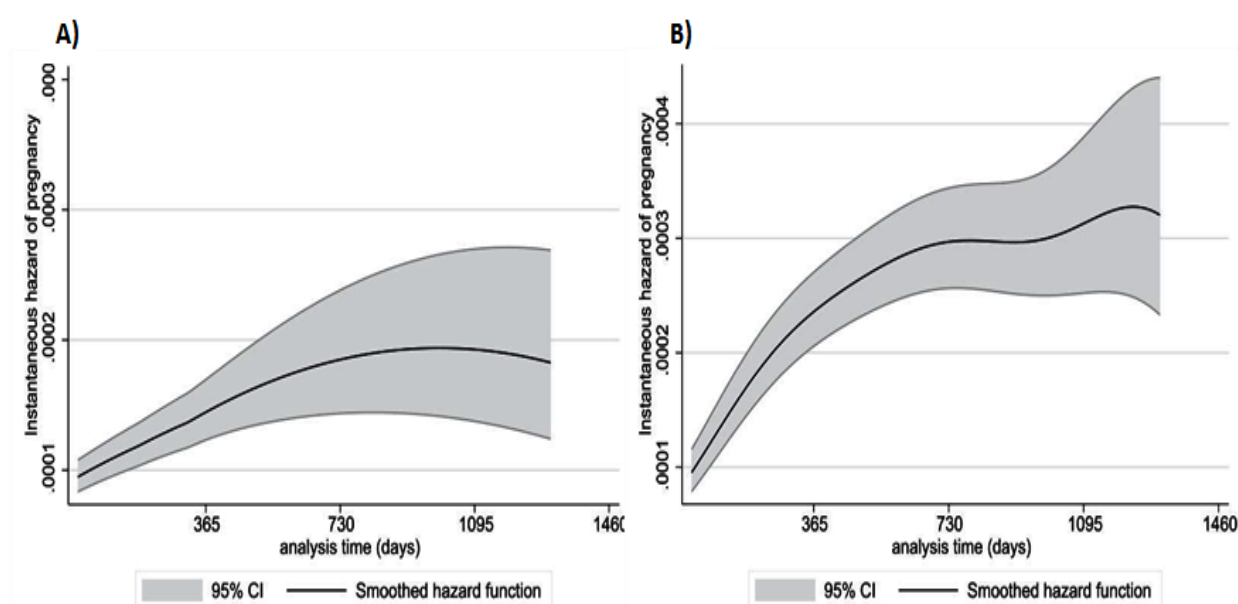 A)
B)
Instantaneous hazard of pregnancy
.0001
.0002
.0003
.000
365
730
1095
1460
analysis time (days)
95% CI
Smoothed hazard function
Instantaneous hazard of pregnancy
.0001
.0002
.0003
.0004
365
730
1095
1460
analysis time (days)
95% CI
Smoothed hazard function